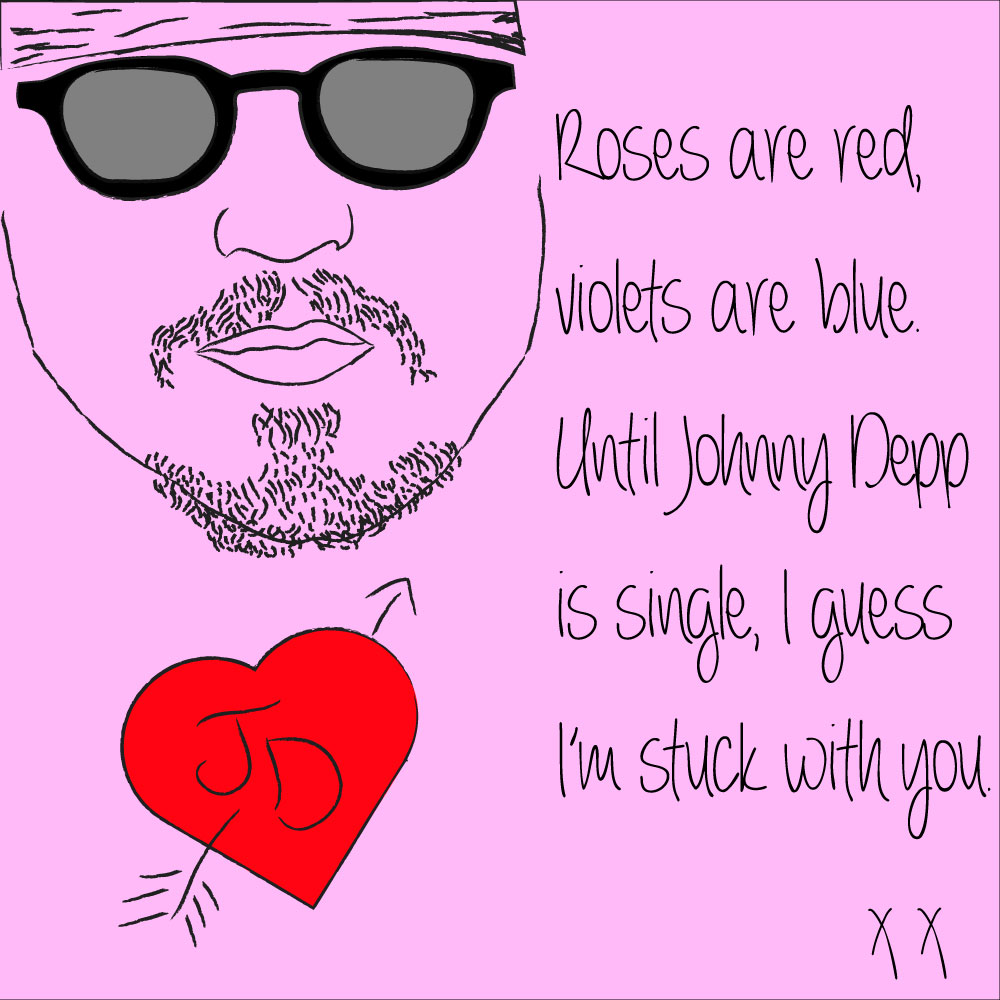 Roses are red,
violets are blue.
Until Johnny Depp
is single, I guess
I'm stuck with you.
X X
JD